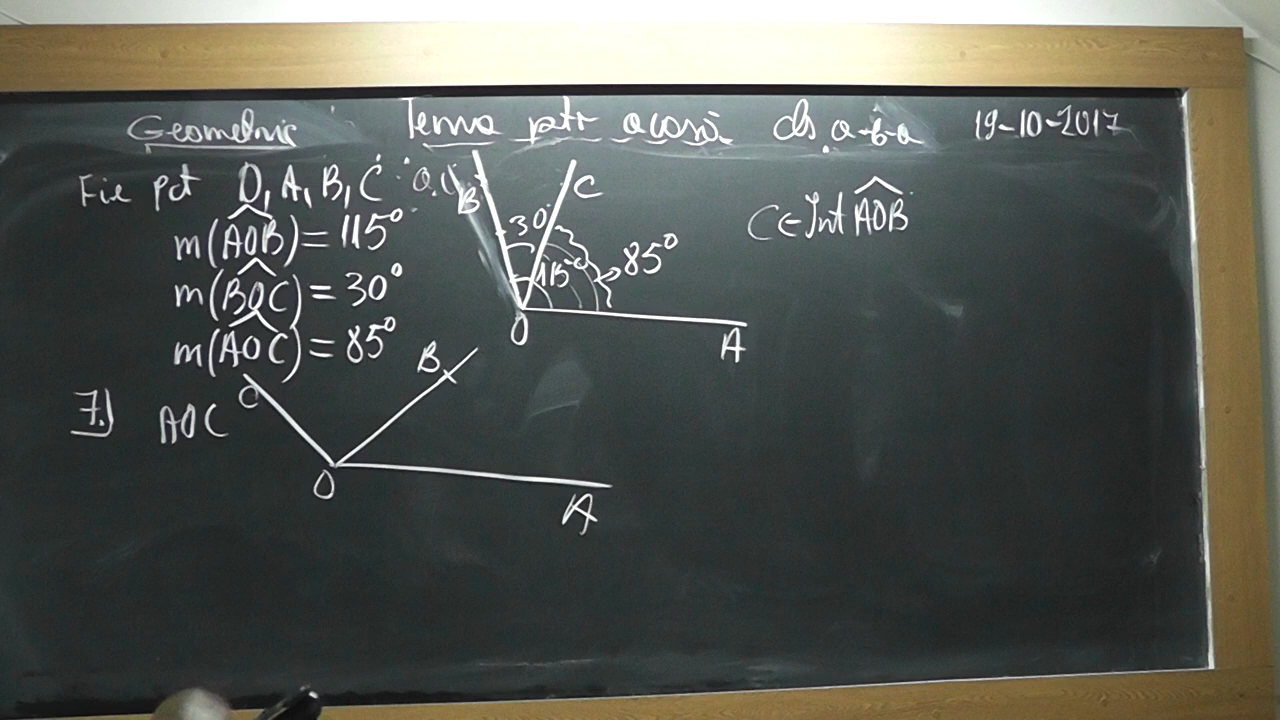 Geometrie Tema ptr acasă cls a-6-a 19-10-2017
Fie pct O, A, B, C a.î.
m(AOB) = 115°
m(BOC) = 30°
m(AOC) = 85°
B C
30°
115° 85°
O A
C ∈ Int AOB
7.) AOC
C B
O A